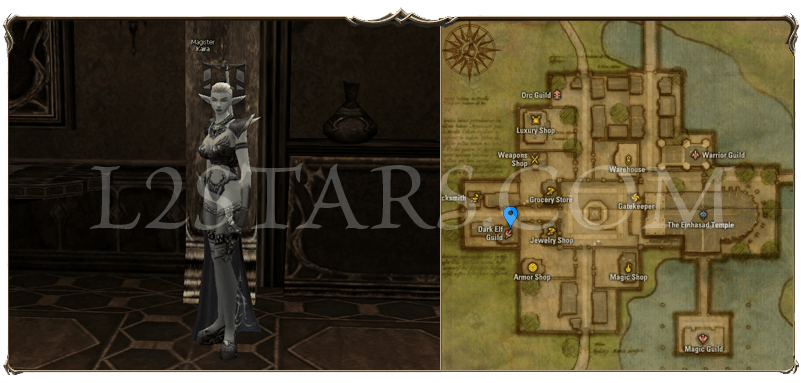 Magister
Kara
L2STARS.COM
Orc Guild
Luxury Shop
Weapons
Shop
Warehouse
Warrior Guild
cksmith
Grocery Store
Gatekeeper
The Einhasad Temple
Dark Elf
Guild
Jewelry Shop
Armor Shop
Magic Shop
Magic Guild